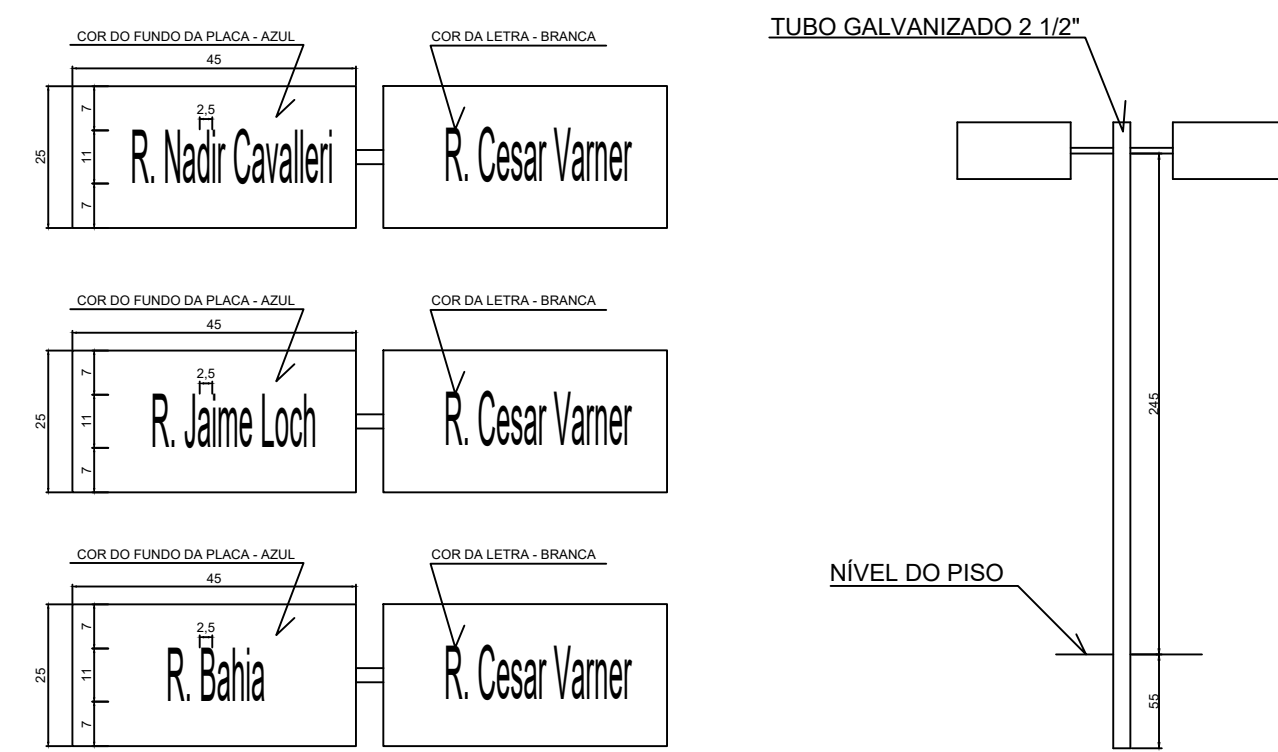 COR DO FUNDO DA PLACA - AZUL
COR DA LETRA - BRANCA
45
25
7
11
7
2,5
R. Nadir Cavalleri
R. Cesar Varner
COR DO FUNDO DA PLACA - AZUL
COR DA LETRA - BRANCA
45
25
7
11
7
2,5
R. Jaime Loch
R. Cesar Varner
COR DO FUNDO DA PLACA - AZUL
COR DA LETRA - BRANCA
45
25
7
11
7
2,5
R. Bahia
R. Cesar Varner
TUBO GALVANIZADO 2 1/2"
245
NÍVEL DO PISO
55